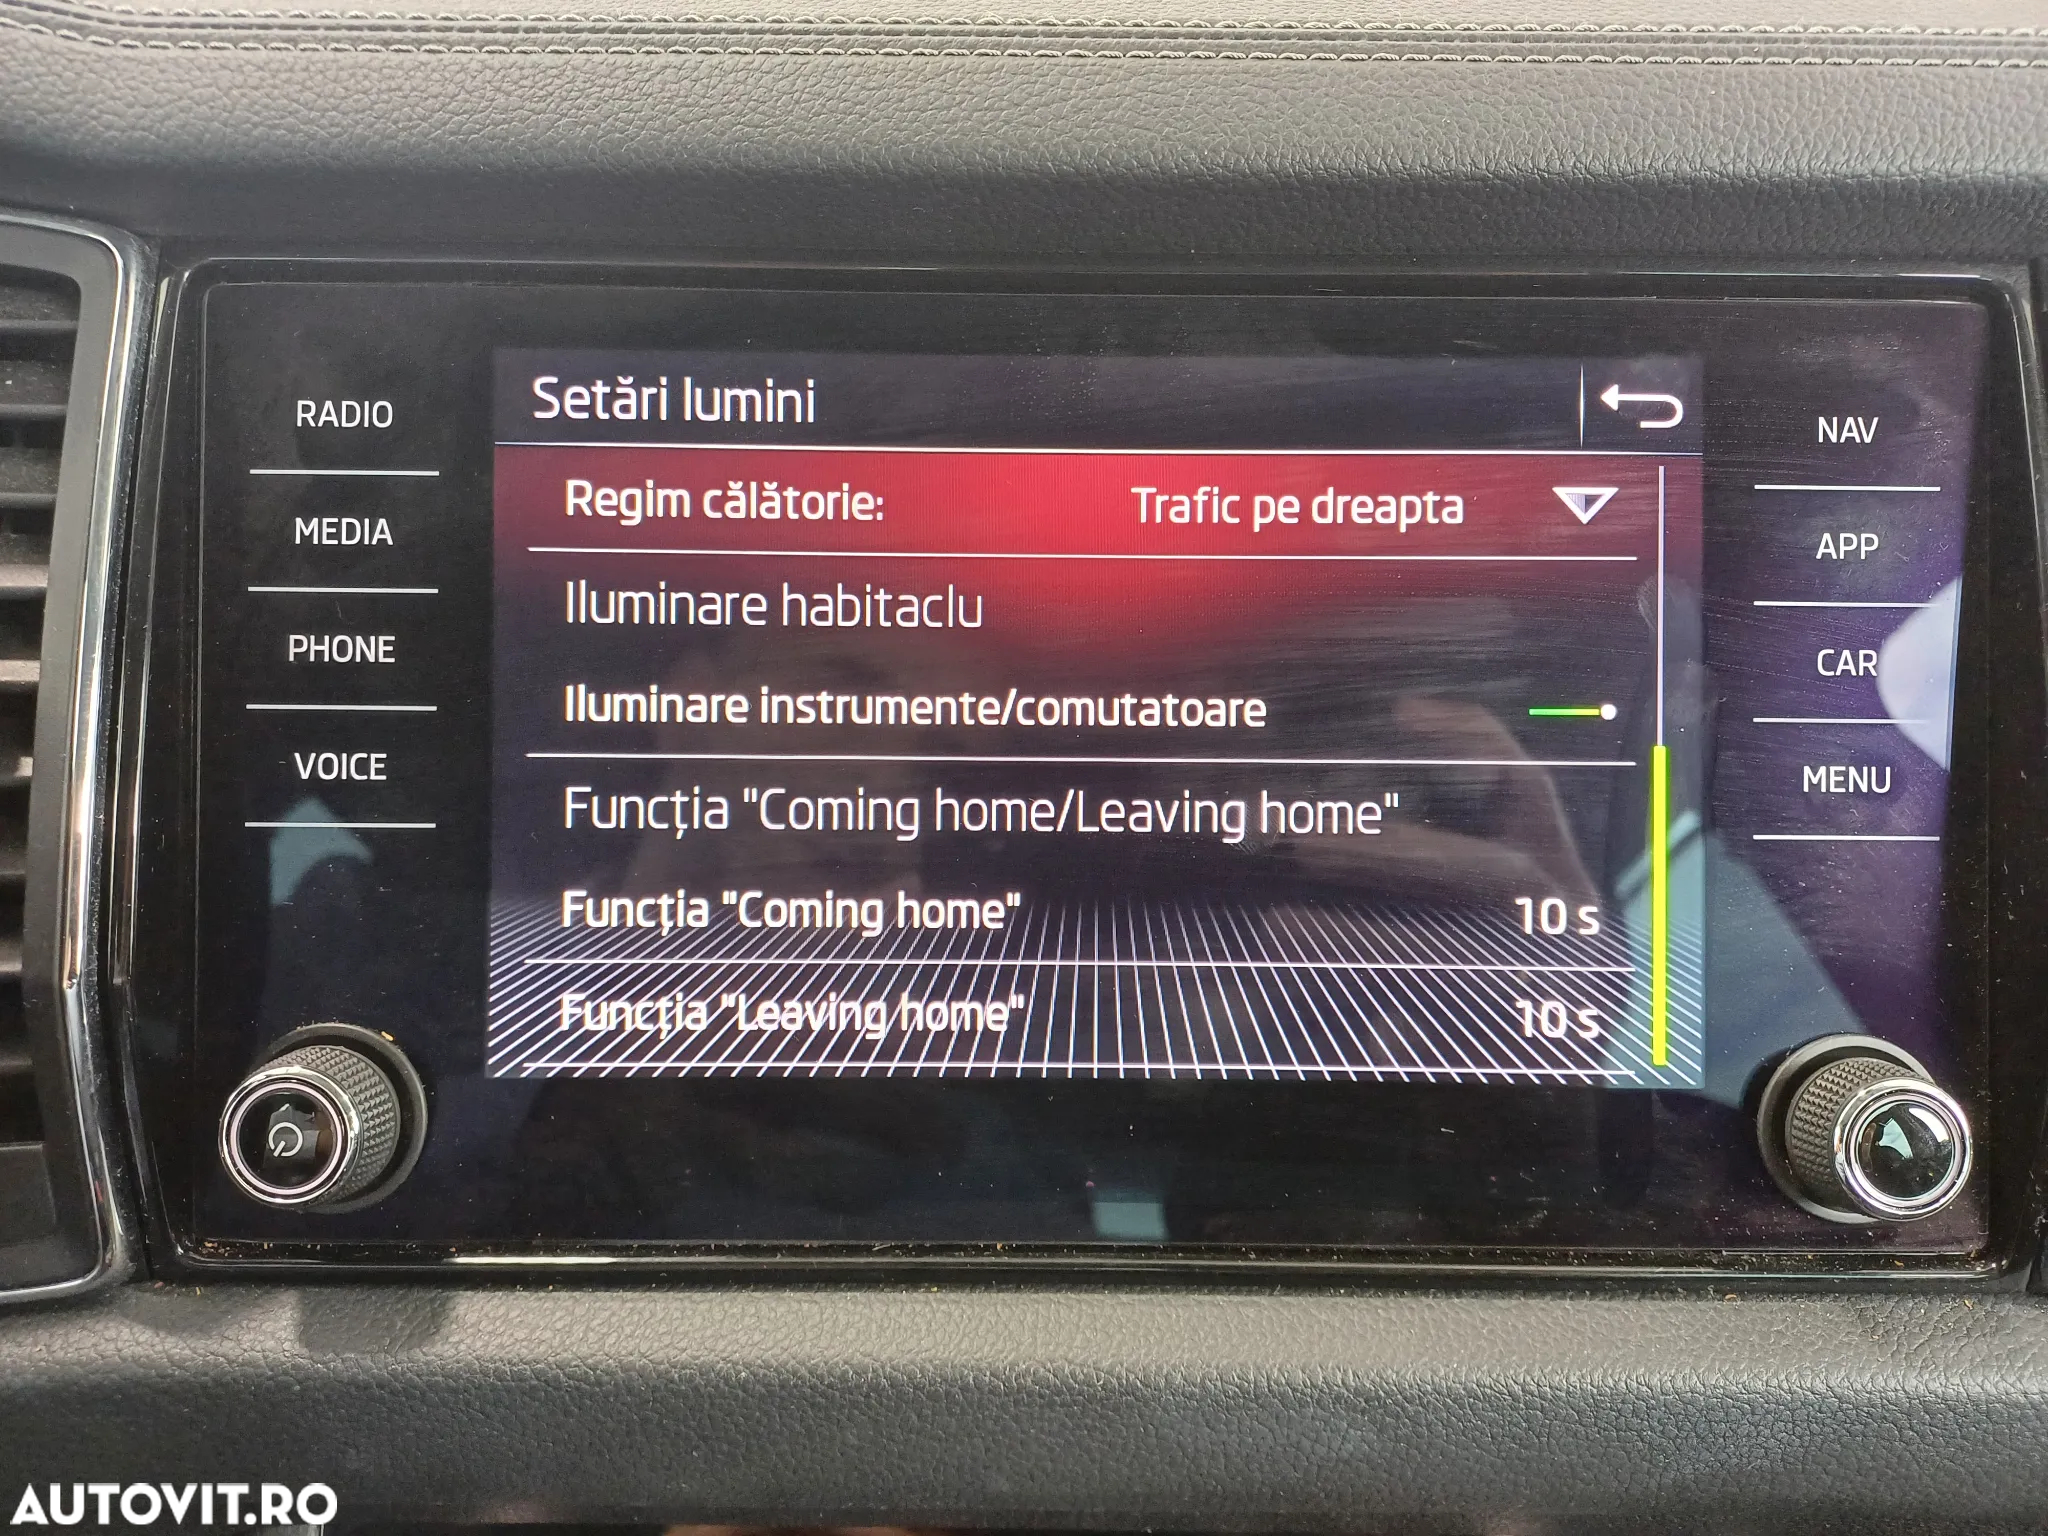 RADIO
MEDIA
PHONE
VOICE
Setări lumini
Regim călătorie: Trafic pe dreapta
Iluminare habitaclu
Iluminare instrumente/comutatoare
Funcția "Coming home/Leaving home"
Funcția "Coming home" 10 s
Funcția "Leaving home" 10 s
NAV
APP
CAR
MENU
AUTOVIT.RO